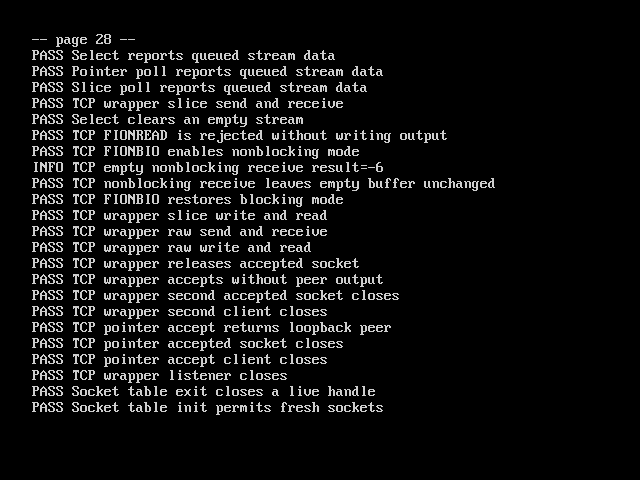 -- page 28 --
PASS Select reports queued stream data
PASS Pointer poll reports queued stream data
PASS Slice poll reports queued stream data
PASS TCP wrapper slice send and receive
PASS Select clears an empty stream
PASS TCP FIONREAD is rejected without writing output
PASS TCP FIONBIO enables nonblocking mode
INFO TCP empty nonblocking receive result=-6
PASS TCP nonblocking receive leaves empty buffer unchanged
PASS TCP FIONBIO restores blocking mode
PASS TCP wrapper slice write and read
PASS TCP wrapper raw send and receive
PASS TCP wrapper raw write and read
PASS TCP wrapper releases accepted socket
PASS TCP wrapper accepts without peer output
PASS TCP wrapper second accepted socket closes
PASS TCP wrapper second client closes
PASS TCP pointer accept returns loopback peer
PASS TCP pointer accepted socket closes
PASS TCP pointer accept client closes
PASS TCP wrapper listener closes
PASS Socket table exit closes a live handle
PASS Socket table init permits fresh sockets